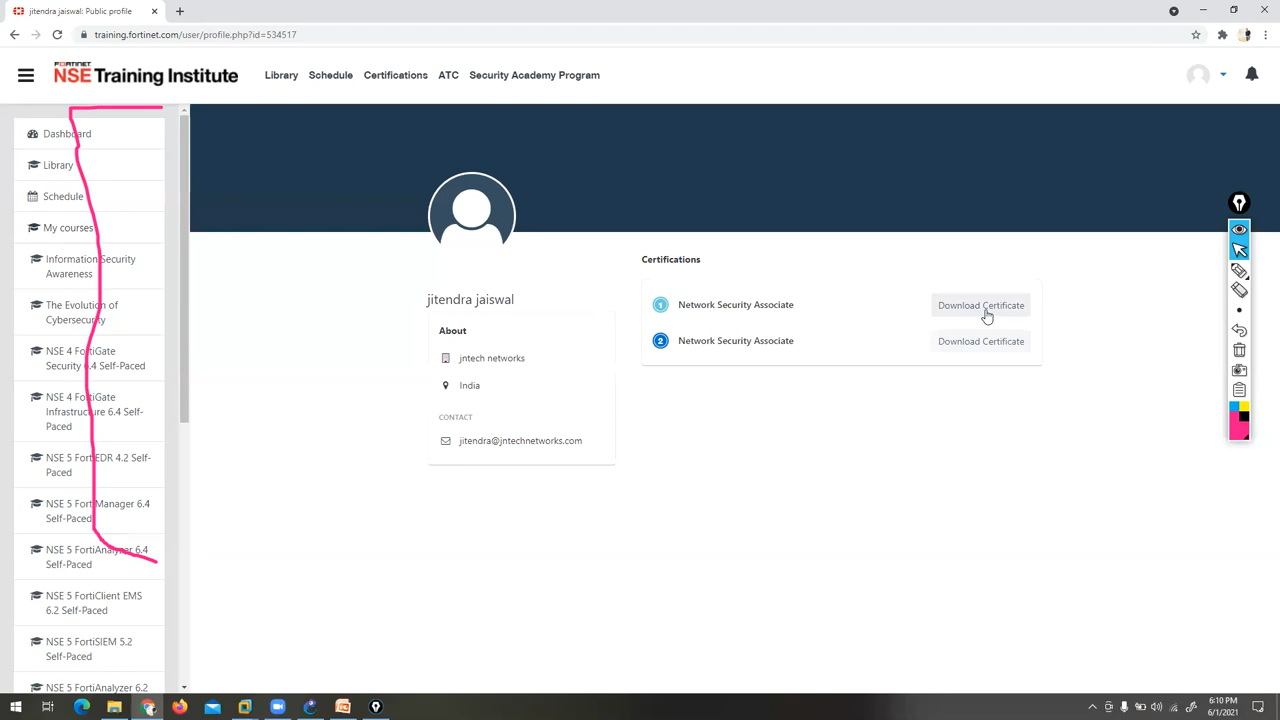 jitendra jaiswal: Public profile
training.fortinet.com/user/profile.php?id=534517
FORTINET
NSE Training Institute
Library
Schedule
Certifications
ATC
Security Academy Program
Dashboard
Library
Schedule
My courses
Information Security
Awareness
The Evolution of
Cybersecurity
NSE 4 FortiGate
Security 6.4 Self-Paced
NSE 4 FortiGate
Infrastructure 6.4 Self-
Paced
NSE 5 FortiEDR 4.2 Self-
Paced
NSE 5 FortiManager 6.4
Self-Paced
NSE 5 FortiAnalyzer 6.4
Self-Paced
NSE 5 FortiClient EMS
6.2 Self-Paced
NSE 5 FortiSIEM 5.2
Self-Paced
NSE 5 FortiAnalyzer 6.2
jitendra jaiswal
About
jntech networks
India
CONTACT
jitendra@jntechnetworks.com
Certifications
1 Network Security Associate Download Certificate
2 Network Security Associate Download Certificate
6:10 PM
6/1/2021